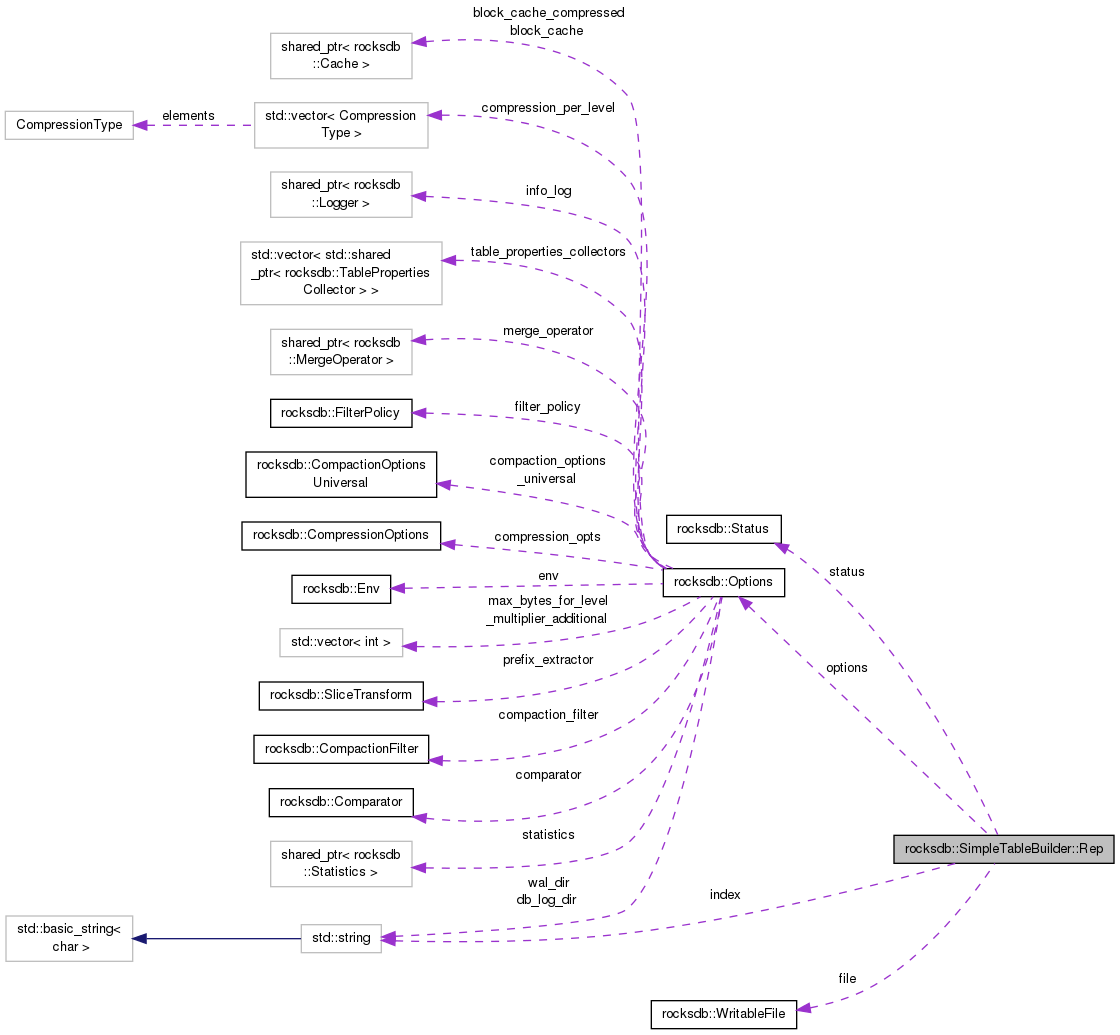 block_cache_compressed
block_cache
shared_ptr< rocksdb
::Cache >
compression_per_level
CompressionType
elements
std::vector< Compression
Type >
info_log
shared_ptr< rocksdb
::Logger >
table_properties_collectors
std::vector< std::shared
_ptr< rocksdb::TableProperties
Collector > >
merge_operator
shared_ptr< rocksdb
::MergeOperator >
filter_policy
rocksdb::FilterPolicy
compaction_options
_universal
rocksdb::CompactionOptions
Universal
compression_opts
rocksdb::CompressionOptions
rocksdb::Status
status
env
rocksdb::Env
rocksdb::Options
max_bytes_for_level
_multiplier_additional
std::vector< int >
prefix_extractor
options
rocksdb::SliceTransform
compaction_filter
rocksdb::CompactionFilter
comparator
rocksdb::Comparator
statistics
shared_ptr< rocksdb
::Statistics >
rocksdb::SimpleTableBuilder::Rep
wal_dir
db_log_dir
index
std::basic_string<
char >
std::string
file
rocksdb::WritableFile